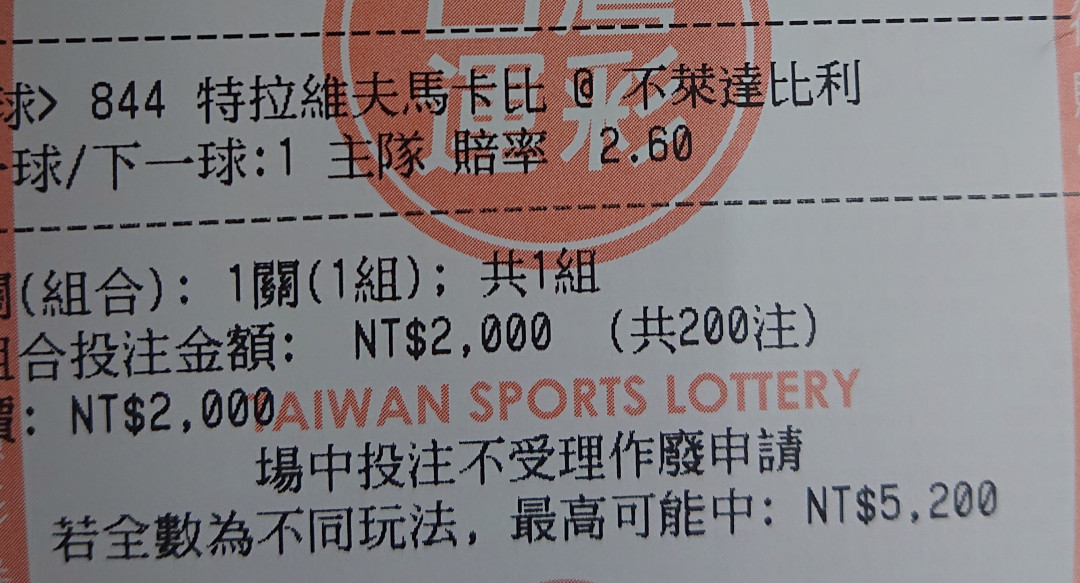 球> 844 特拉維夫馬卡比 @ 不萊達比利
一球/下一球:1 主隊 賠率 2.60
關(組合): 1關(1組); 共1組
組合投注金額: NT$2,000 (共200注)
價: NT$2,000
TAIWAN SPORTS LOTTERY
場中投注不受理作廢申請
若全數為不同玩法, 最高可能中: NT$5,200